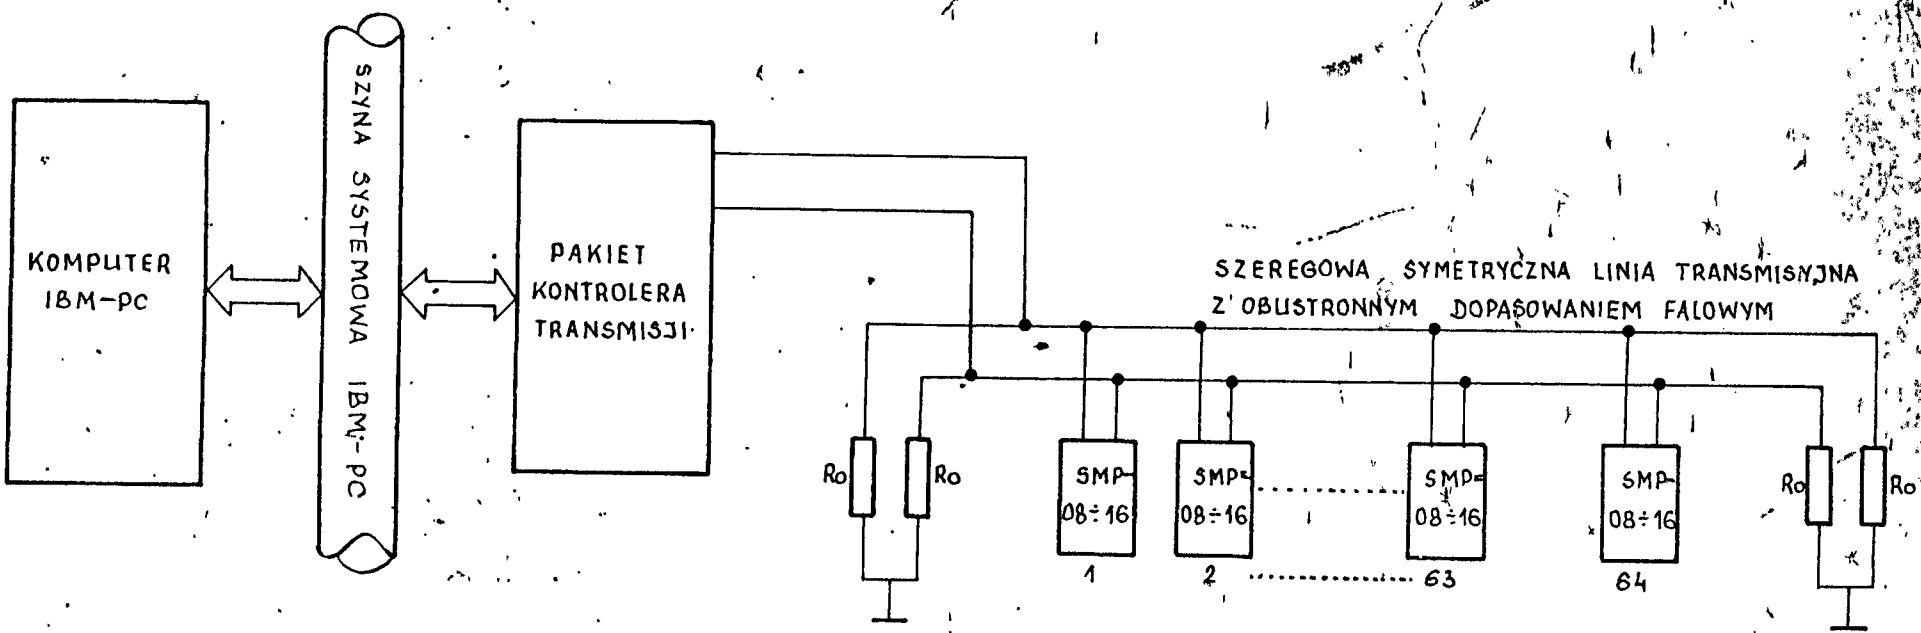 KOMPUTER
IBM-PC
SZYNA SYSTEMOWA IBM-PC
PAKIET
KONTROLERA
TRANSMISJI
SZEREGOWA SYMETRYCZNA LINIA TRANSMISYJNA
Z OBUSTRONNYM DOPASOWANIEM FALOWYM
Ro
Ro
SMP-
08÷16
1
SMP-
08÷16
2
SMP-
08÷16
63
SMP-
08÷16
64
Ro
Ro